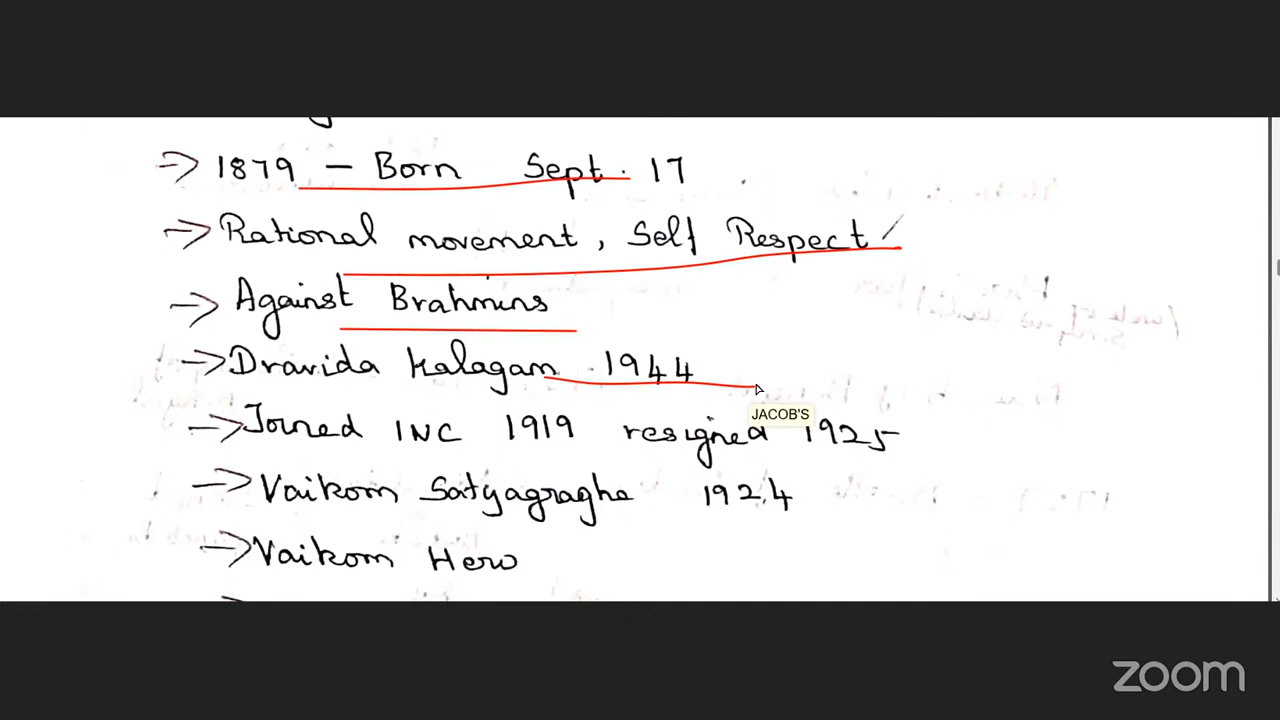 => 1879 - Born Sept. 17
=> Rational movement, Self Respect
=> Against Brahmins
=> Dravida Kalagam 1944
JACOB'S
=> Joined INC 1919 resigned 1925
=> Vaikom Satyagraghe 1924
=> Vaikom Hero
zoom